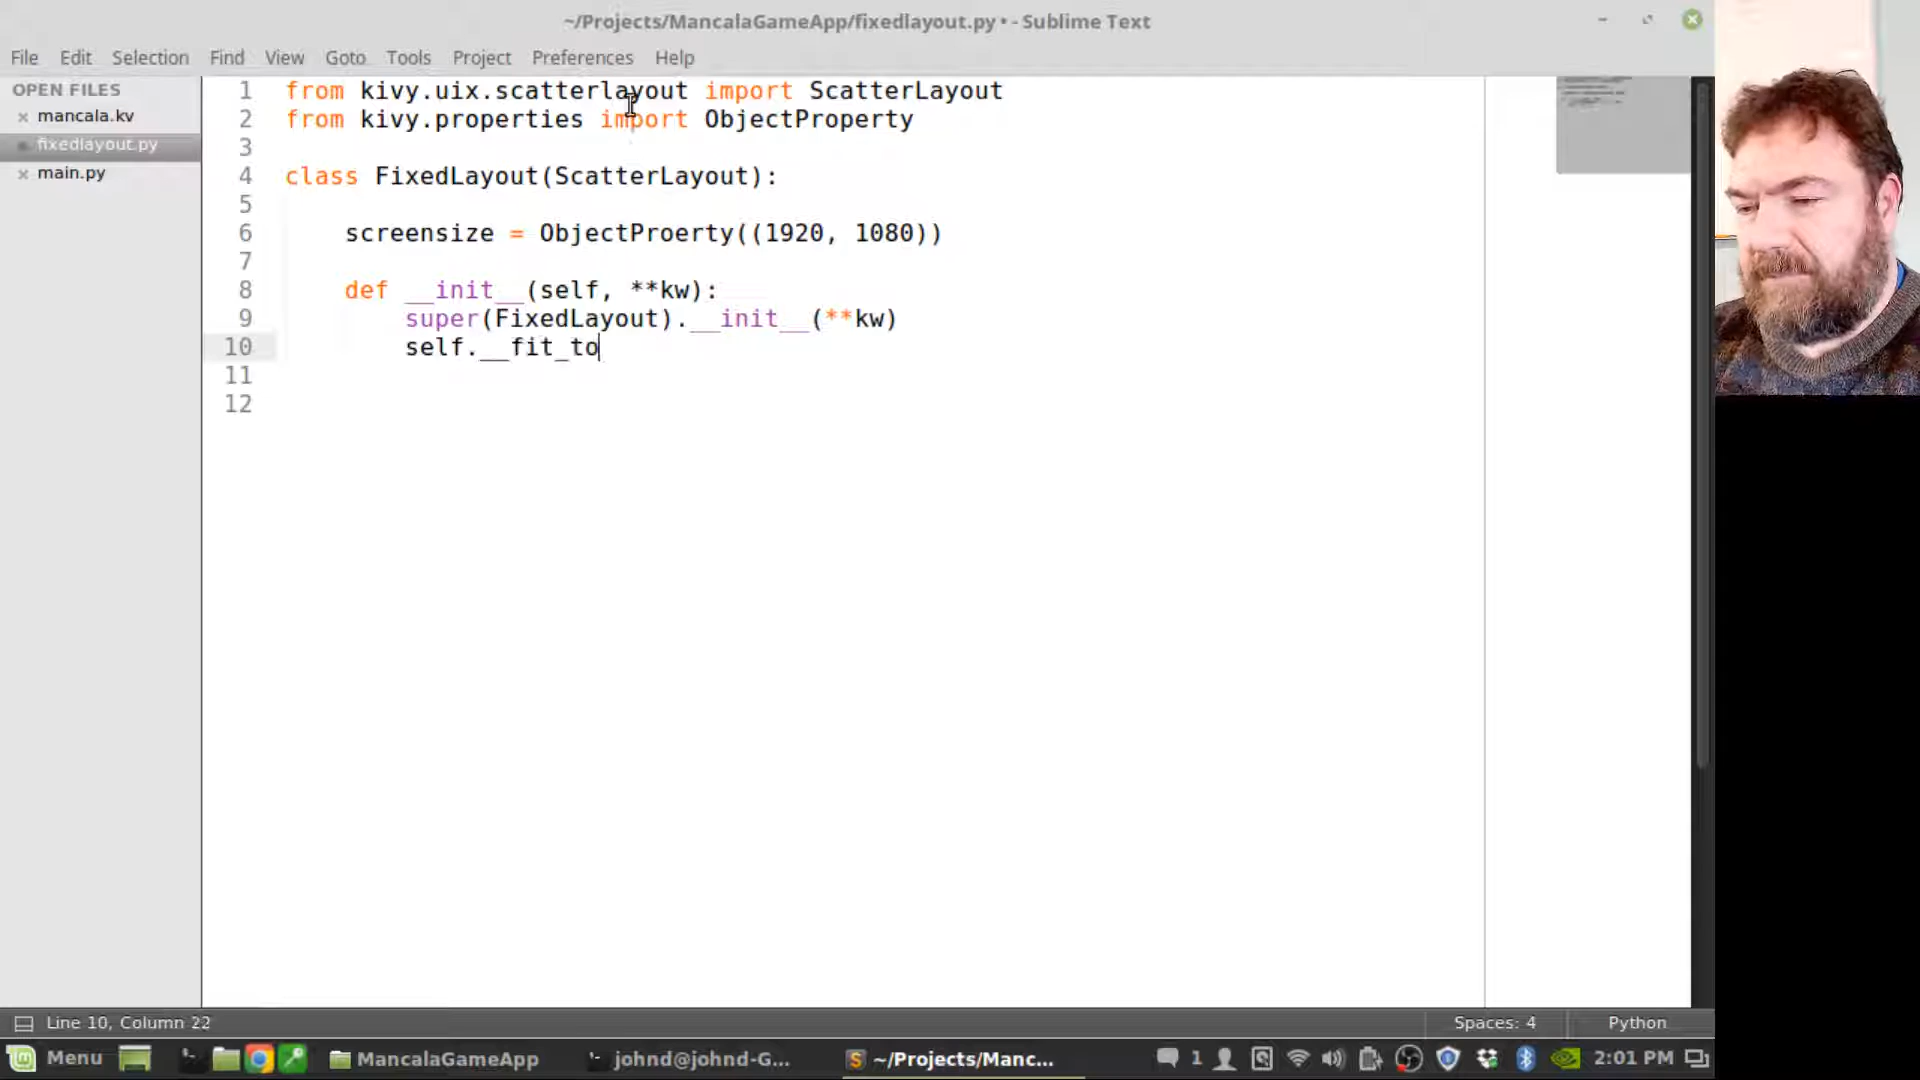 ~/Projects/MancalaGameApp/fixedlayout.py • - Sublime Text
File Edit Selection Find View Goto Tools Project Preferences Help
OPEN FILES
mancala.kv
fixedlayout.py
main.py
1 from kivy.uix.scatterlayout import ScatterLayout
2 from kivy.properties import ObjectProperty
3
4 class FixedLayout(ScatterLayout):
5
6 screensize = ObjectProerty((1920, 1080))
7
8 def __init__(self, **kw):
9 super(FixedLayout).__init__(**kw)
10 self.__fit_to
11
12
Line 10, Column 22 Spaces: 4 Python
Menu MancalaGameApp johnd@johnd-G... ~/Projects/Manc... 1 2:01 PM